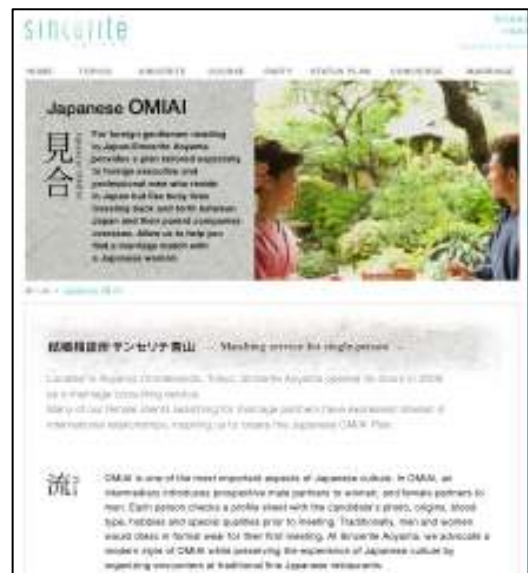 sincerite
HOME TOPICS SINCERITE COURSE PARTY STATUS PLAN CONCIERGE MARRIAGE
Japanese OMIAI
見合
For foreign gentlemen residing
in Japan Sincerite Aoyama
provides a plan tailored especially
to foreign executive and
professional men who reside
in Japan but live busy lives
traveling back and forth between
Japan and their parent companies
overseas. Allow us to help you
find a marriage match with
a Japanese woman.
Japanese OMIAI
結婚相談所サンセリテ青山 Matching service for single person
Located in Aoyama Omotesando, Tokyo, Sincerite Aoyama opened its doors in
as a marriage consulting service.
Many of our female clients searching for marriage partners have expressed interest in
international relationships, inspiring us to create the Japanese OMIAI Plan.
流
OMIAI is one of the most important aspects of Japanese culture. In OMIAI, an
intermediary introduces prospective male partners to women, and female partners to
men. Each person checks a profile sheet with the candidate's photo, origins, blood
type, hobbies and special qualities prior to meeting. Traditionally, men and women
would dress in formal wear for their first meeting. At Sincerite Aoyama, we advocate a
modern style of OMIAI while preserving the experience of Japanese culture by
organizing encounters at traditional fine Japanese restaurants.